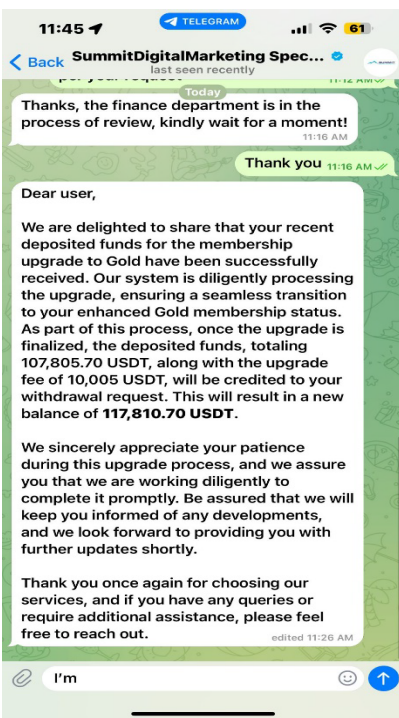 11:45
TELEGRAM
61
Back
SummitDigitalMarketing Spec...
last seen recently
per your request
11:12 AM
Today
Thanks, the finance department is in the
process of review, kindly wait for a moment!
11:16 AM
Thank you 11:16 AM
Dear user,
We are delighted to share that your recent
deposited funds for the membership
upgrade to Gold have been successfully
received. Our system is diligently processing
the upgrade, ensuring a seamless transition
to your enhanced Gold membership status.
As part of this process, once the upgrade is
finalized, the deposited funds, totaling
107,805.70 USDT, along with the upgrade
fee of 10,005 USDT, will be credited to your
withdrawal request. This will result in a new
balance of 117,810.70 USDT.
We sincerely appreciate your patience
during this upgrade process, and we assure
you that we are working diligently to
complete it promptly. Be assured that we will
keep you informed of any developments,
and we look forward to providing you with
further updates shortly.
Thank you once again for choosing our
services, and if you have any queries or
require additional assistance, please feel
free to reach out.
edited 11:26 AM
I'm